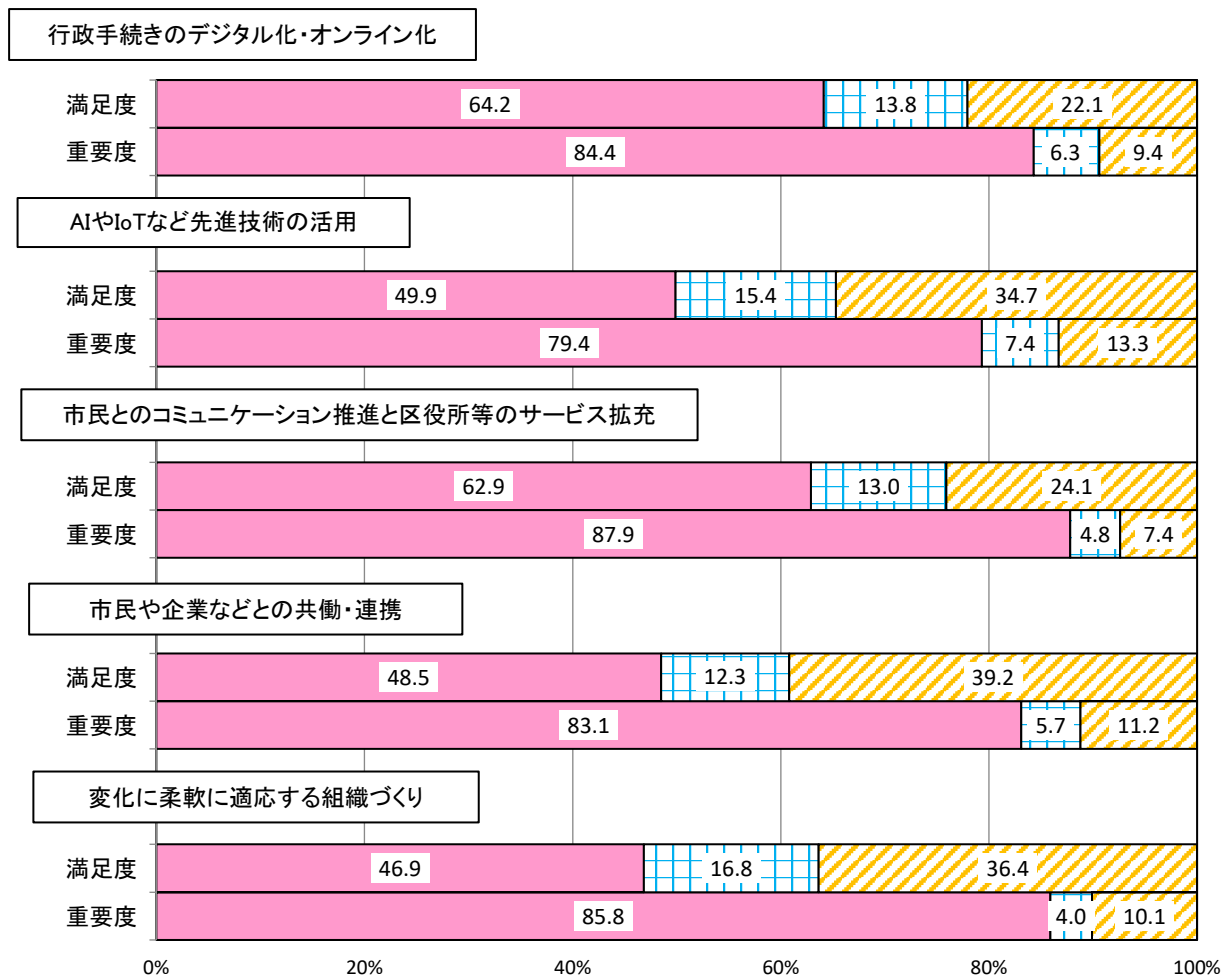 行政手続きのデジタル化・オンライン化
満足度 64.2 13.8 22.1
重要度 84.4 6.3 9.4
AIやIoTなど先進技術の活用
満足度 49.9 15.4 34.7
重要度 79.4 7.4 13.3
市民とのコミュニケーション推進と区役所等のサービス拡充
満足度 62.9 13.0 24.1
重要度 87.9 4.8 7.4
市民や企業などとの共働・連携
満足度 48.5 12.3 39.2
重要度 83.1 5.7 11.2
変化に柔軟に適応する組織づくり
満足度 46.9 16.8 36.4
重要度 85.8 4.0 10.1
0% 20% 40% 60% 80% 100%